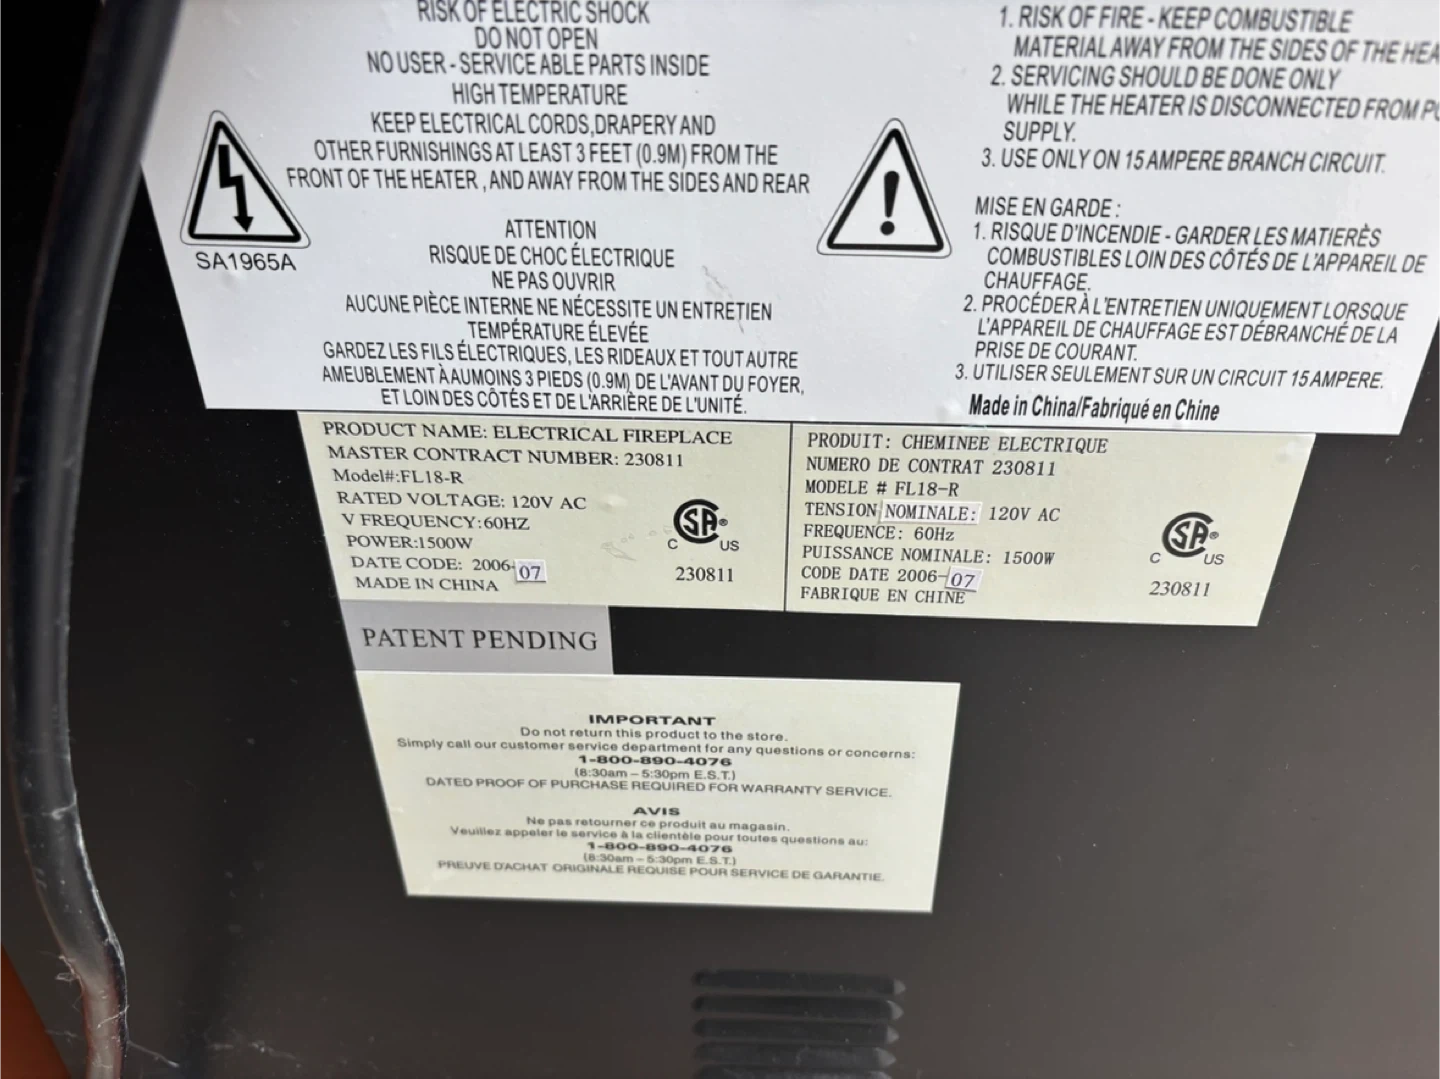 RISK OF ELECTRIC SHOCK
DO NOT OPEN
NO USER - SERVICE ABLE PARTS INSIDE
HIGH TEMPERATURE
KEEP ELECTRICAL CORDS,DRAPERY AND
OTHER FURNISHINGS AT LEAST 3 FEET (0.9M) FROM THE
FRONT OF THE HEATER , AND AWAY FROM THE SIDES AND REAR
SA1965A
ATTENTION
RISQUE DE CHOC ÉLECTRIQUE
NE PAS OUVRIR
AUCUNE PIÈCE INTERNE NE NÉCESSITE UN ENTRETIEN
TEMPÉRATURE ÉLEVÉE
GARDEZ LES FILS ÉLECTRIQUES, LES RIDEAUX ET TOUT AUTRE
AMEUBLEMENT À AUMOINS 3 PIEDS (0.9M) DE L'AVANT DU FOYER,
ET LOIN DES CÔTÉS ET DE L'ARRIÈRE DE L'UNITÉ.
1. RISK OF FIRE - KEEP COMBUSTIBLE
MATERIAL AWAY FROM THE SIDES OF THE HEA
2. SERVICING SHOULD BE DONE ONLY
WHILE THE HEATER IS DISCONNECTED FROM
SUPPLY.
3. USE ONLY ON 15 AMPERE BRANCH CIRCUIT.
MISE EN GARDE :
1. RISQUE D'INCENDIE - GARDER LES MATIERÈS
COMBUSTIBLES LOIN DES CÔTÉS DE L'APPAREIL DE
CHAUFFAGE.
2. PROCÉDER À L'ENTRETIEN UNIQUEMENT LORSQUE
L'APPAREIL DE CHAUFFAGE EST DÉBRANCHÉ DE LA
PRISE DE COURANT.
3. UTILISER SEULEMENT SUR UN CIRCUIT 15 AMPERE.
Made in China/Fabriqué en Chine
PRODUCT NAME: ELECTRICAL FIREPLACE
MASTER CONTRACT NUMBER: 230811
Model#:FL18-R
RATED VOLTAGE: 120V AC
V FREQUENCY:60HZ
POWER:1500W
DATE CODE: 2006-07
MADE IN CHINA
C SA® US
230811
PRODUIT: CHEMINEE ELECTRIQUE
NUMERO DE CONTRAT 230811
MODELE # FL18-R
TENSION NOMINALE: 120V AC
FREQUENCE: 60Hz
PUISSANCE NOMINALE: 1500W
CODE DATE 2006-07
FABRIQUE EN CHINE
C SA® US
230811
PATENT PENDING
IMPORTANT
Do not return this product to the store.
Simply call our customer service department for any questions or concerns:
1-800-890-4076
(8:30am – 5:30pm E.S.T.)
DATED PROOF OF PURCHASE REQUIRED FOR WARRANTY SERVICE.
AVIS
Ne pas retourner ce produit au magasin.
Veuillez appeler le service à la clientèle pour toutes questions au:
1-800-890-4076
(8:30am – 5:30pm E.S.T.)
PREUVE D'ACHAT ORIGINALE REQUISE POUR SERVICE DE GARANTIE.